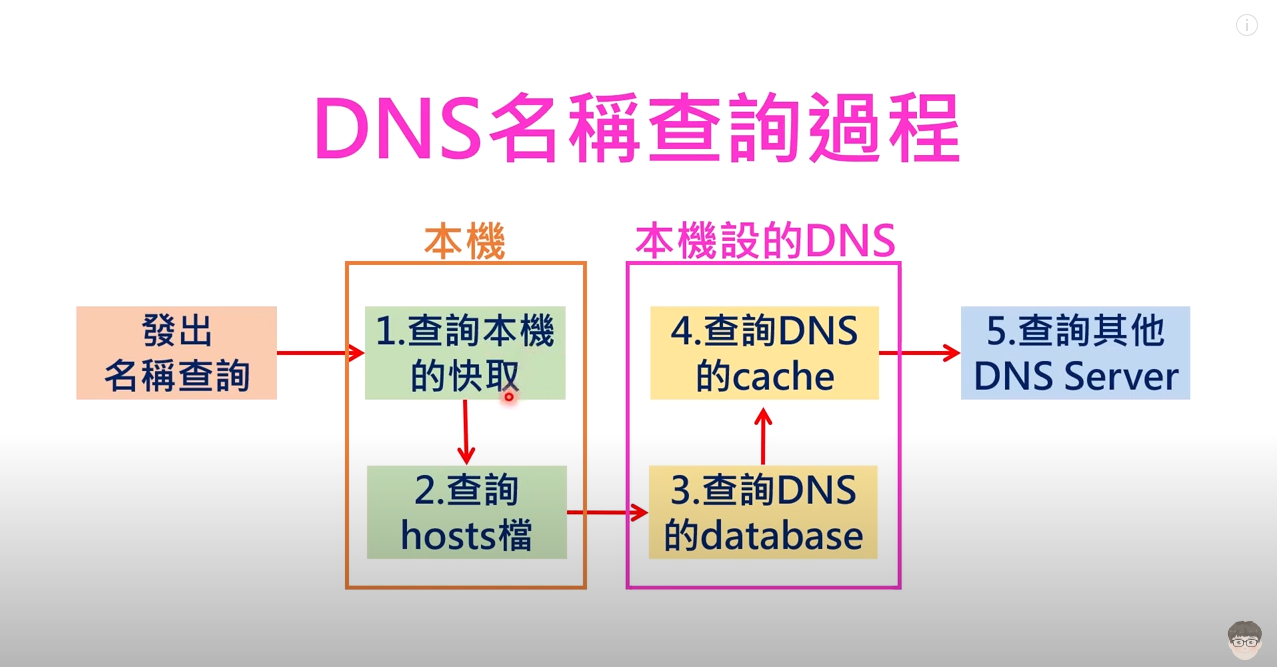 DNS名稱查詢過程
本機
本機設的DNS
發出
名稱查詢
1.查詢本機
的快取
2.查詢
hosts檔
3.查詢DNS
的database
4.查詢DNS
的cache
5.查詢其他
DNS Server